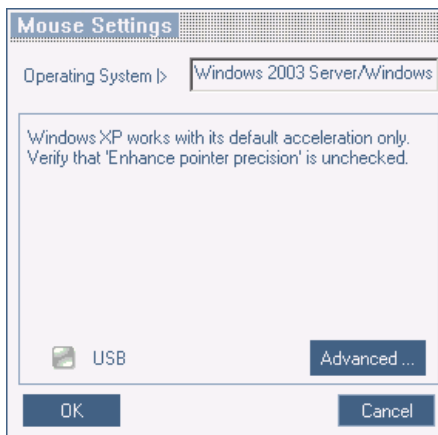 Mouse Settings
Operating System |> Windows 2003 Server/Windows
Windows XP works with its default acceleration only.
Verify that 'Enhance pointer precision' is unchecked.
USB Advanced ...
OK Cancel